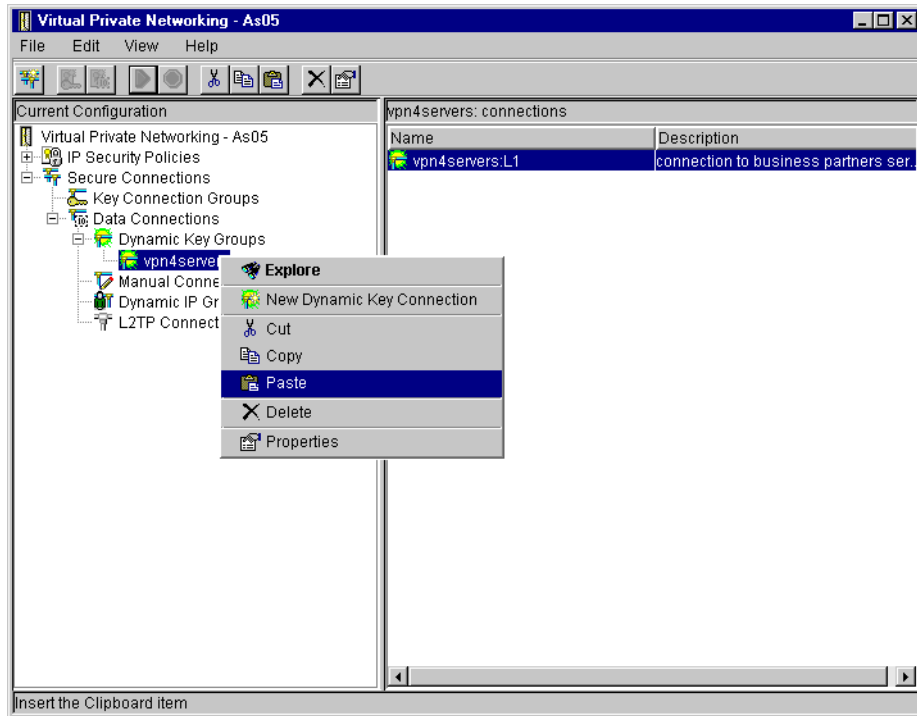 Virtual Private Networking - As05
File Edit View Help
Current Configuration
vpn4servers: connections
Virtual Private Networking - As05
Name Description
IP Security Policies
vpn4servers:L1 connection to business partners ser..
Secure Connections
Key Connection Groups
Data Connections
Dynamic Key Groups
vpn4server
Manual Conne
Dynamic IP Gr
L2TP Connect
Explore
New Dynamic Key Connection
Cut
Copy
Paste
Delete
Properties
Insert the Clipboard item